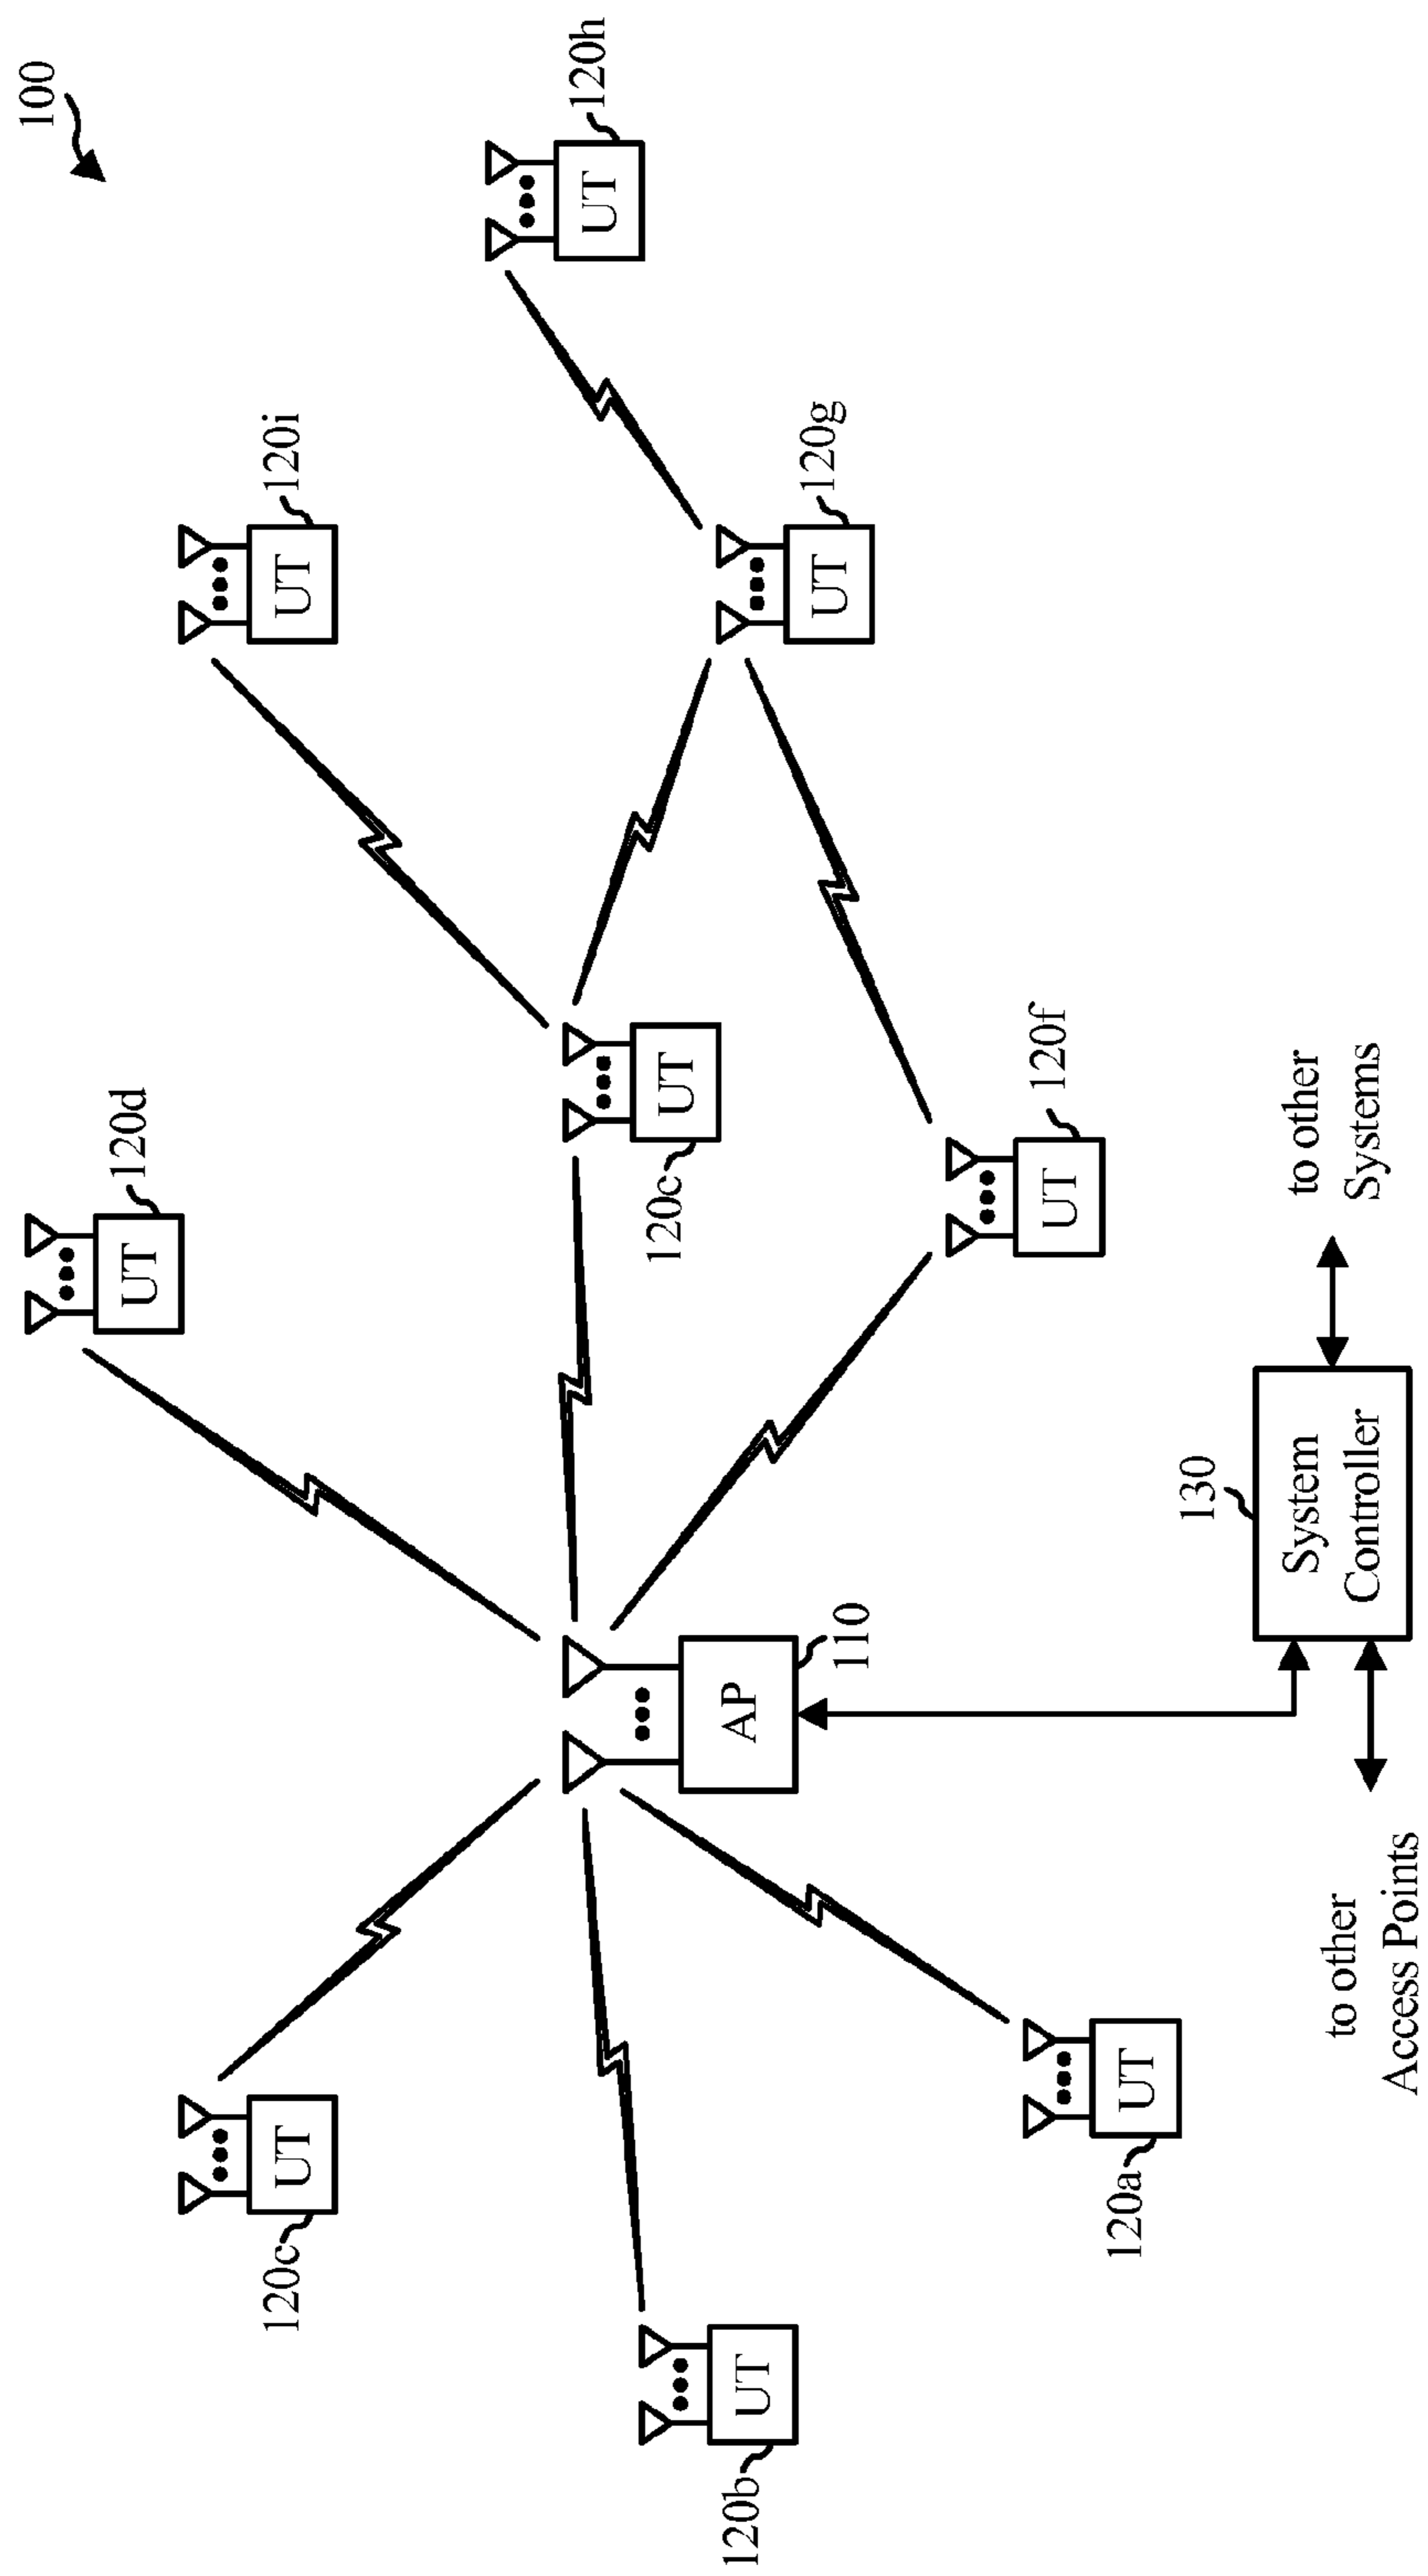 100
120d
UT
120c
UT
120i
UT
120h
UT
120c
UT
120b
UT
AP
110
120g
UT
120f
UT
120a
UT
130
System
Controller
to other
Systems
to other
Access Points